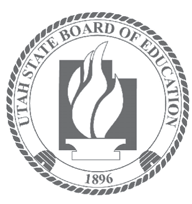 UTAH STATE BOARD OF EDUCATION
1896